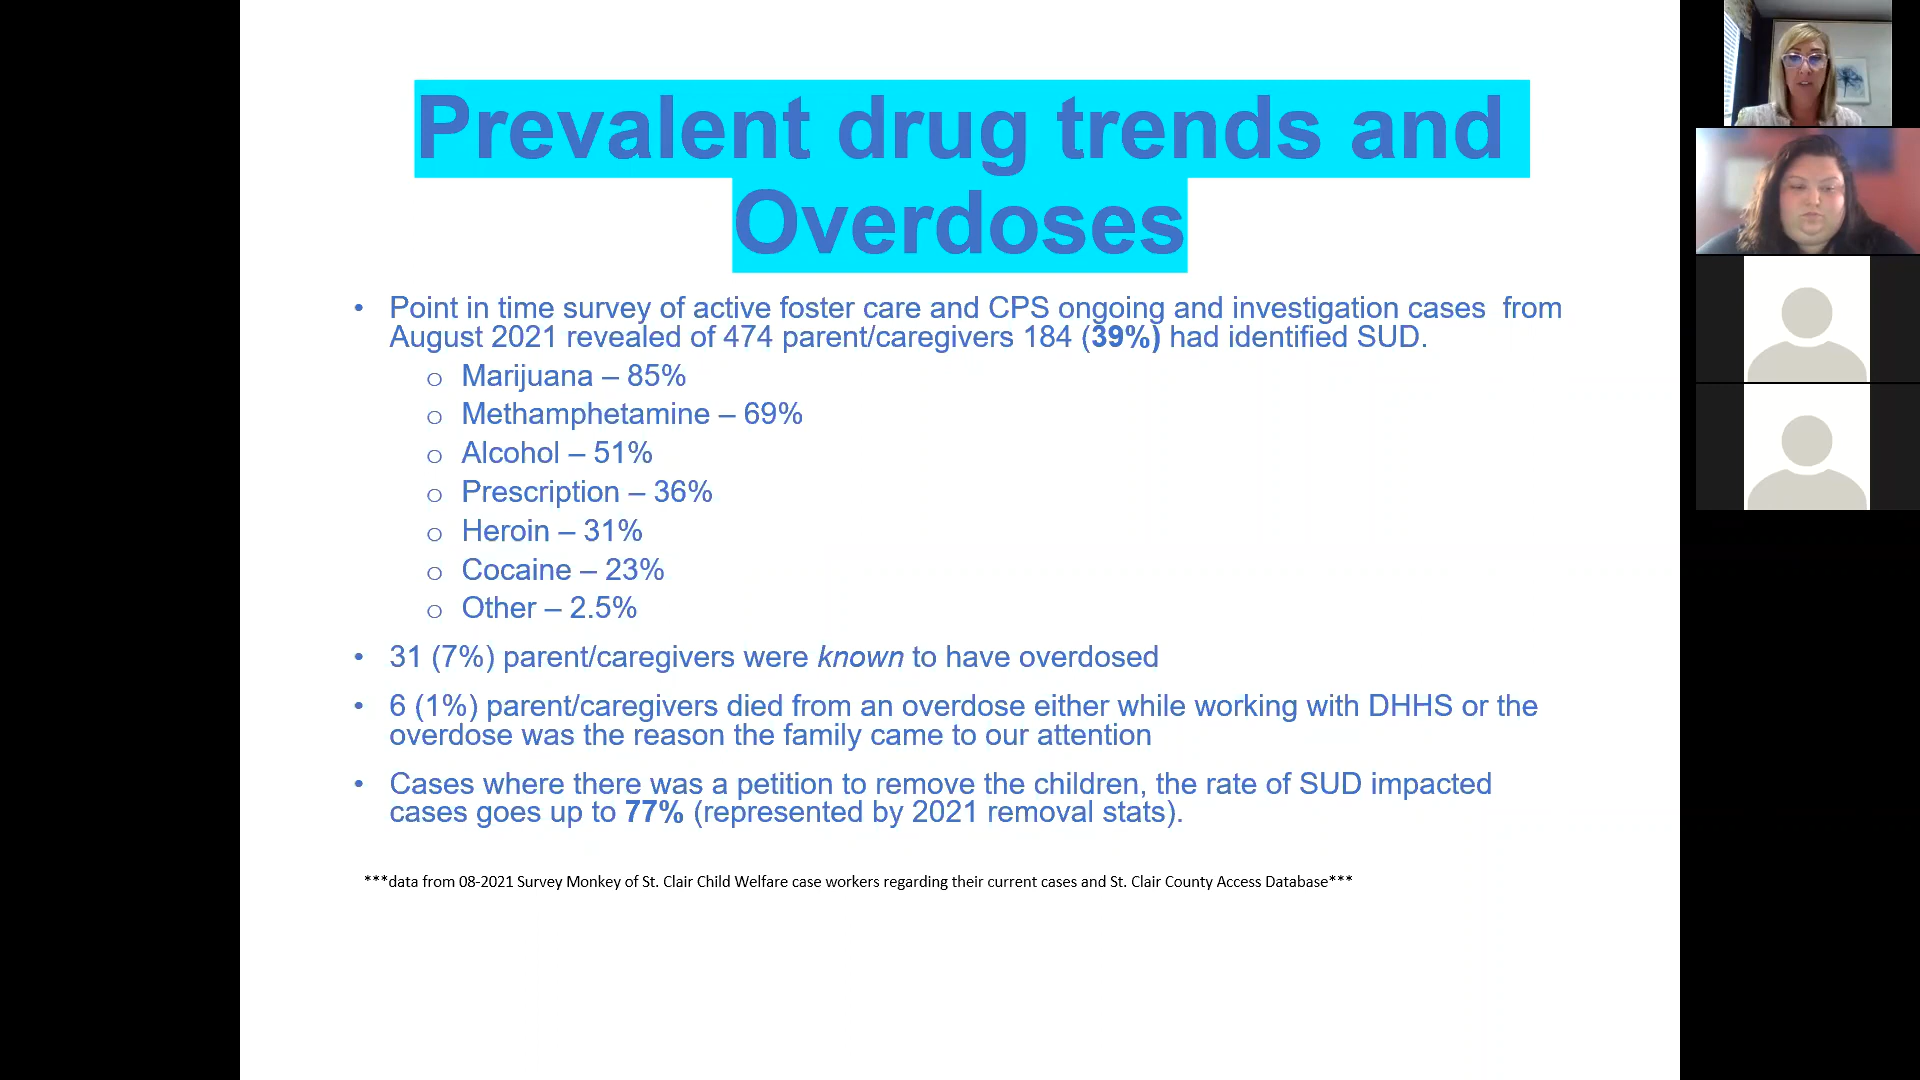 Prevalent drug trends and
Overdoses
• Point in time survey of active foster care and CPS ongoing and investigation cases  from
August 2021 revealed of 474 parent/caregivers 184 (39%) had identified SUD.
o Marijuana – 85%
o Methamphetamine – 69%
o Alcohol – 51%
o Prescription – 36%
o Heroin – 31%
o Cocaine – 23%
o Other – 2.5%
• 31 (7%) parent/caregivers were known to have overdosed
• 6 (1%) parent/caregivers died from an overdose either while working with DHHS or the
overdose was the reason the family came to our attention
• Cases where there was a petition to remove the children, the rate of SUD impacted
cases goes up to 77% (represented by 2021 removal stats).
***data from 08-2021 Survey Monkey of St. Clair Child Welfare case workers regarding their current cases and St. Clair County Access Database***